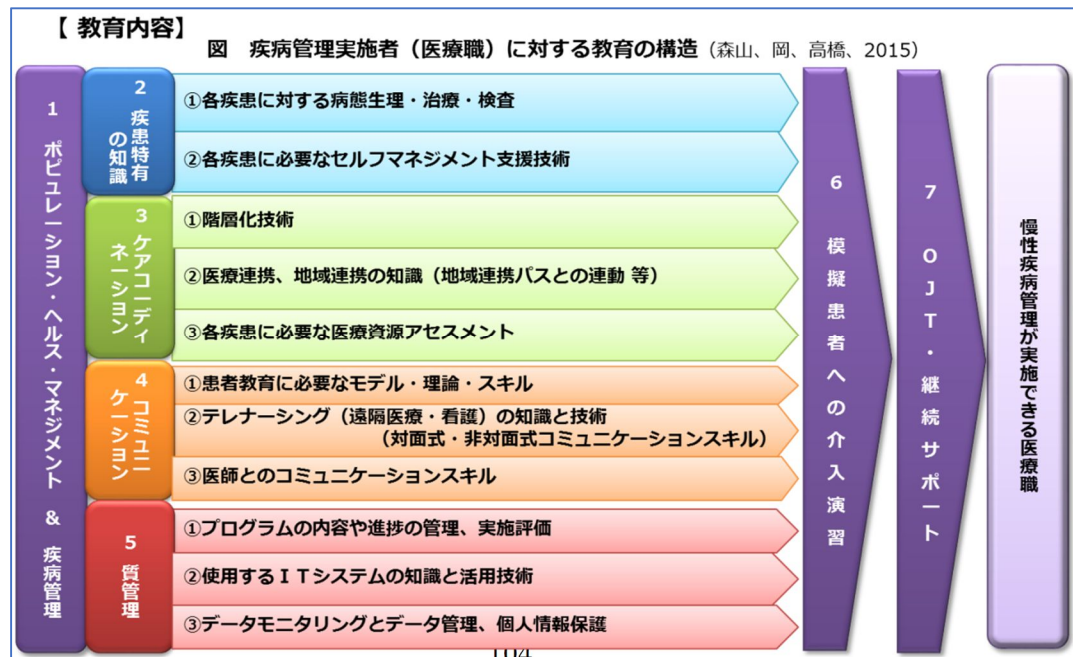 【 教育内容】
図 疾病管理実施者（医療職）に対する教育の構造（森山、岡、高橋、2015）
1 ポピュレーション・ヘルス・マネジメント & 疾病管理
2 疾患特有
の知識
①各疾患に対する病態生理・治療・検査
②各疾患に必要なセルフマネジメント支援技術
3 ケアコーディ
ネーション
①階層化技術
②医療連携、地域連携の知識（地域連携パスとの連動 等）
③各疾患に必要な医療資源アセスメント
4 コミュニ
ケーション
①患者教育に必要なモデル・理論・スキル
②テレナーシング（遠隔医療・看護）の知識と技術
（対面式・非対面式コミュニケーションスキル）
③医師とのコミュニケーションスキル
5 質管理
①プログラムの内容や進捗の管理、実施評価
②使用するＩＴシステムの知識と活用技術
③データモニタリングとデータ管理、個人情報保護
6 模擬患者への介入演習
7 OJT・継続サポート
慢性疾病管理が実施できる医療職
104